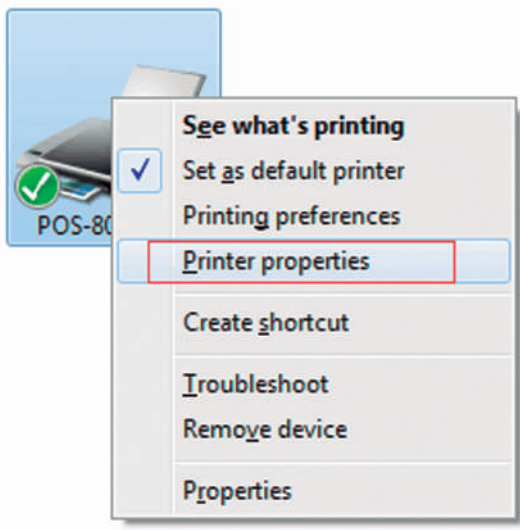 See what's printing
Set as default printer
Printing preferences
POS-80
Printer properties
Create shortcut
Troubleshoot
Remove device
Properties